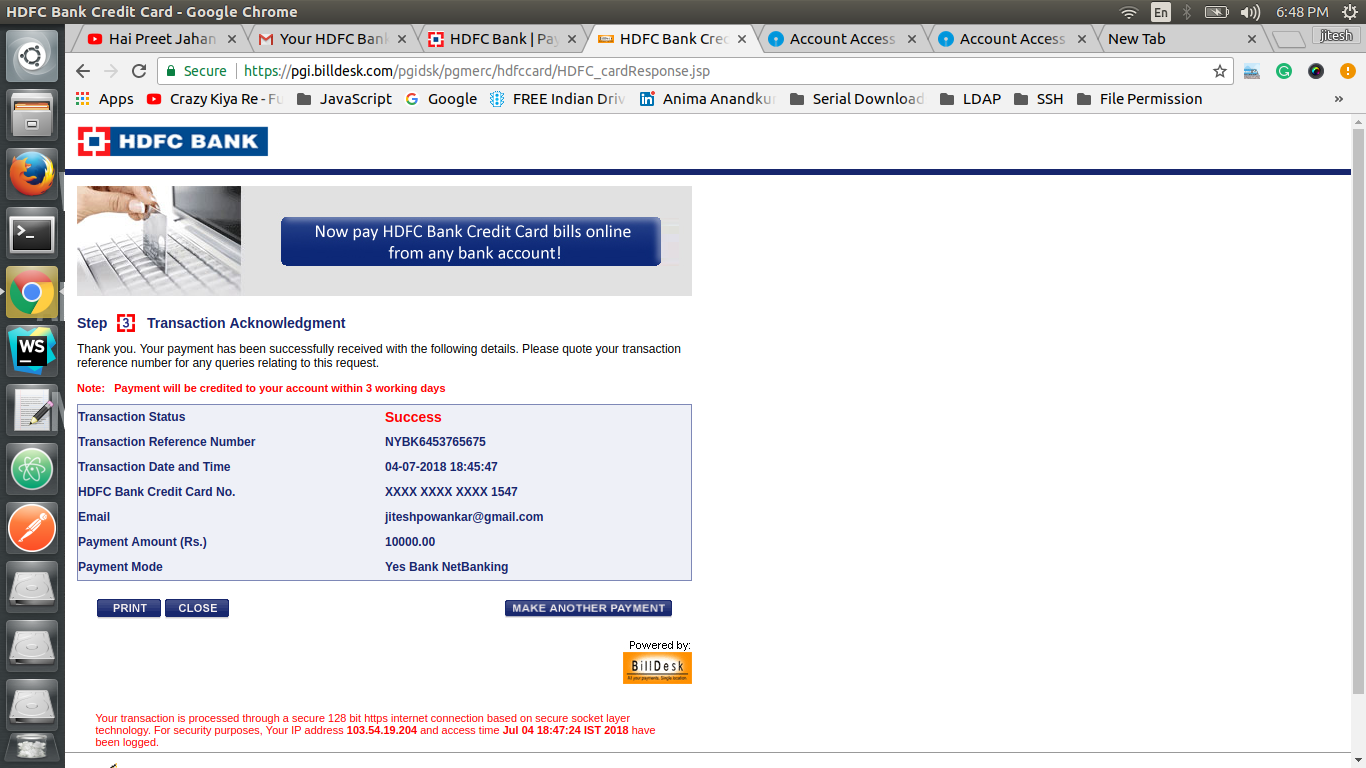 HDFC Bank Credit Card - Google Chrome
En
6:48 PM
Hai Preet Jahan
Your HDFC Ban
HDFC Bank | Pay
HDFC Bank Cred
Account Access
Account Access
New Tab
jitesh
Secure
https://pgi.billdesk.com/pgidsk/pgmerc/hdfccard/HDFC_cardResponse.jsp
Apps
Crazy Kiya Re - Fu
JavaScript
Google
FREE Indian Driv
Anima Anandku
Serial Download
LDAP
SSH
File Permission
»
HDFC BANK
Now pay HDFC Bank Credit Card bills online
from any bank account!
WS
Step 3 Transaction Acknowledgment
Thank you. Your payment has been successfully received with the following details. Please quote your transaction
reference number for any queries relating to this request.
Note: Payment will be credited to your account within 3 working days
Transaction Status Success
Transaction Reference Number NYBK6453765675
Transaction Date and Time 04-07-2018 18:45:47
HDFC Bank Credit Card No. XXXX XXXX XXXX 1547
Email jiteshpowankar@gmail.com
Payment Amount (Rs.) 10000.00
Payment Mode Yes Bank NetBanking
PRINT CLOSE MAKE ANOTHER PAYMENT
Powered by:
BillDesk
All your payments. Single location
Your transaction is processed through a secure 128 bit https internet connection based on secure socket layer
technology. For security purposes, Your IP address 103.54.19.204 and access time Jul 04 18:47:24 IST 2018 have
been logged.